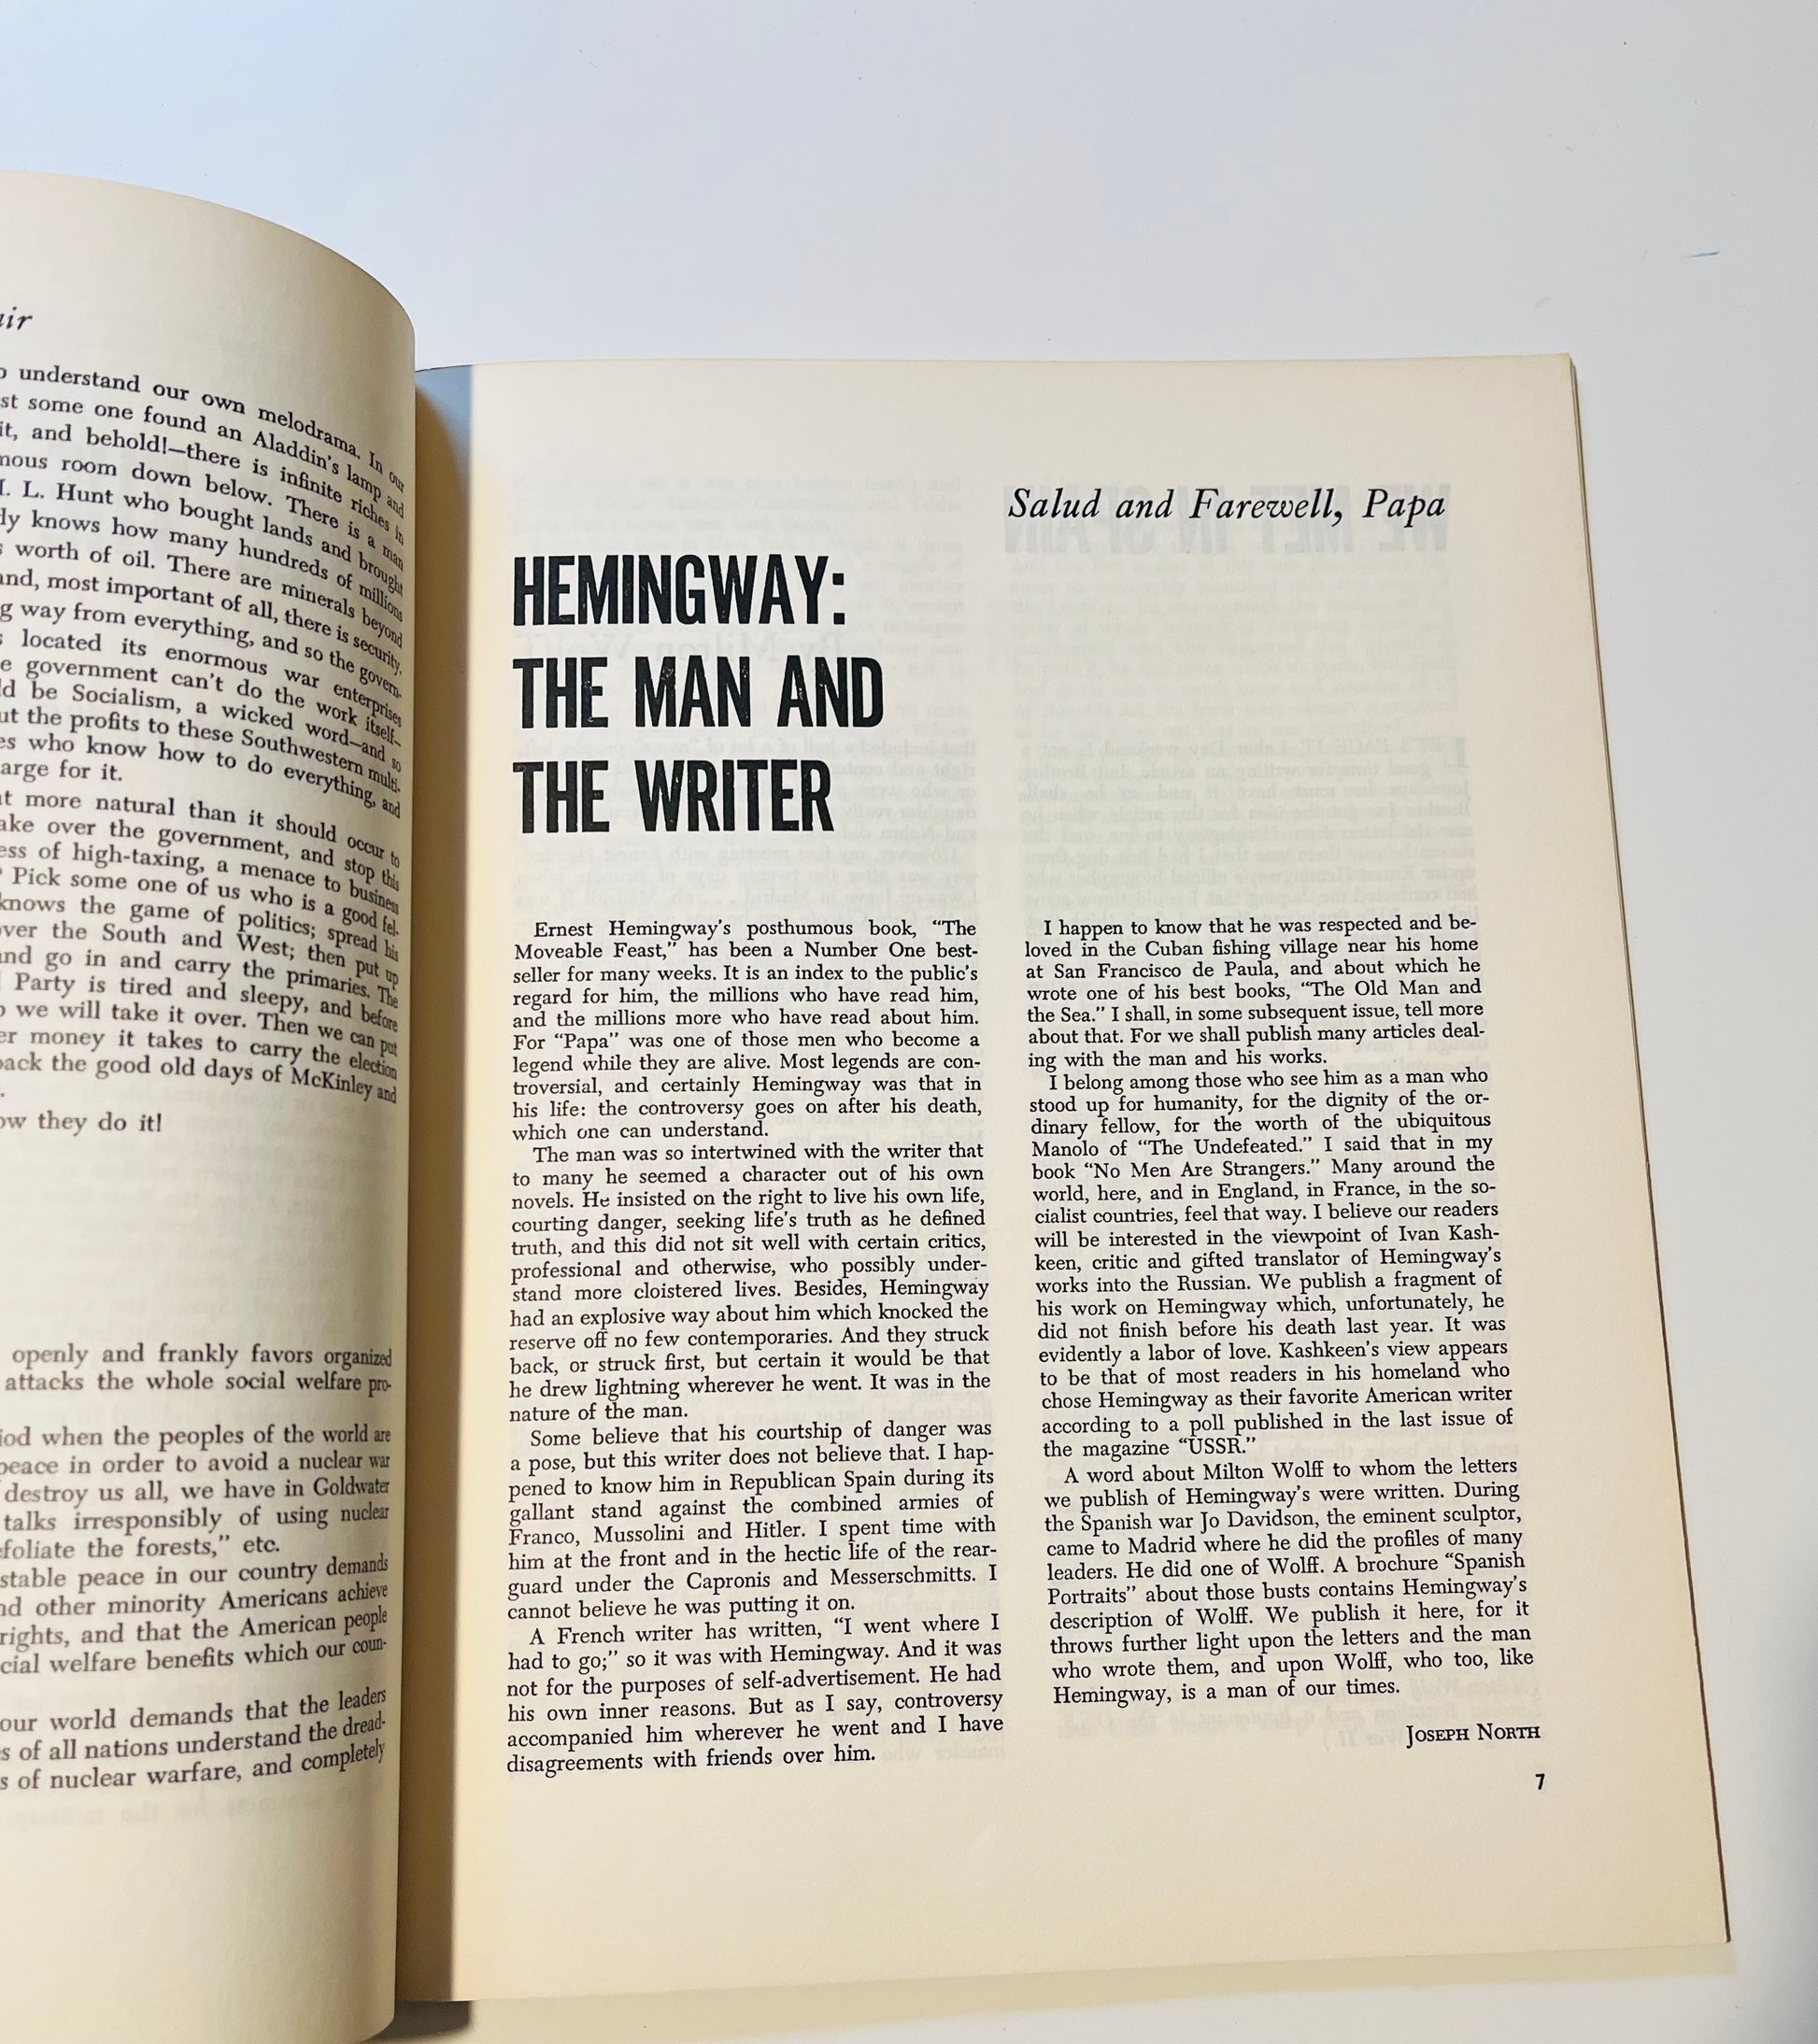 air
understand our own melodrama. In our
some one found an Aladdin's lamp and
it, and behold!—there is infinite riches in
room down below. There is a man
L. Hunt who bought lands and brought
knows how many hundreds of millions
worth of oil. There are minerals beyond
and, most important of all, there is security,
way from everything, and so the govern-
located its enormous war enterprises
government can't do the work itself—
be Socialism, a wicked word—and so
the profits to these Southwestern multi-
who know how to do everything, and
arge for it.
more natural than it should occur to
ake over the government, and stop this
ess of high-taxing, a menace to business
Pick some one of us who is a good fel-
knows the game of politics; spread his
over the South and West; then put up
and go in and carry the primaries. The
Party is tired and sleepy, and before
we will take it over. Then we can put
er money it takes to carry the election
back the good old days of McKinley and
ow they do it!
openly and frankly favors organized
attacks the whole social welfare pro-
iod when the peoples of the world are
peace in order to avoid a nuclear war
destroy us all, we have in Goldwater
talks irresponsibly of using nuclear
efoliate the forests," etc.
stable peace in our country demands
nd other minority Americans achieve
rights, and that the American people
cial welfare benefits which our coun-
our world demands that the leaders
s of all nations understand the dread-
s of nuclear warfare, and completely
Salud and Farewell, Papa
HEMINGWAY:
THE MAN AND
THE WRITER
Ernest Hemingway's posthumous book, "The
Moveable Feast," has been a Number One best-
seller for many weeks. It is an index to the public's
regard for him, the millions who have read him,
and the millions more who have read about him.
For "Papa" was one of those men who become a
legend while they are alive. Most legends are con-
troversial, and certainly Hemingway was that in
his life: the controversy goes on after his death,
which one can understand.
The man was so intertwined with the writer that
to many he seemed a character out of his own
novels. He insisted on the right to live his own life,
courting danger, seeking life's truth as he defined
truth, and this did not sit well with certain critics,
professional and otherwise, who possibly under-
stand more cloistered lives. Besides, Hemingway
had an explosive way about him which knocked the
reserve off no few contemporaries. And they struck
back, or struck first, but certain it would be that
he drew lightning wherever he went. It was in the
nature of the man.
Some believe that his courtship of danger was
a pose, but this writer does not believe that. I hap-
pened to know him in Republican Spain during its
gallant stand against the combined armies of
Franco, Mussolini and Hitler. I spent time with
him at the front and in the hectic life of the rear-
guard under the Capronis and Messerschmitts. I
cannot believe he was putting it on.
A French writer has written, "I went where I
had to go;" so it was with Hemingway. And it was
not for the purposes of self-advertisement. He had
his own inner reasons. But as I say, controversy
accompanied him wherever he went and I have
disagreements with friends over him.
I happen to know that he was respected and be-
loved in the Cuban fishing village near his home
at San Francisco de Paula, and about which he
wrote one of his best books, "The Old Man and
the Sea." I shall, in some subsequent issue, tell more
about that. For we shall publish many articles deal-
ing with the man and his works.
I belong among those who see him as a man who
stood up for humanity, for the dignity of the or-
dinary fellow, for the worth of the ubiquitous
Manolo of "The Undefeated." I said that in my
book "No Men Are Strangers." Many around the
world, here, and in England, in France, in the so-
cialist countries, feel that way. I believe our readers
will be interested in the viewpoint of Ivan Kash-
keen, critic and gifted translator of Hemingway's
works into the Russian. We publish a fragment of
his work on Hemingway which, unfortunately, he
did not finish before his death last year. It was
evidently a labor of love. Kashkeen's view appears
to be that of most readers in his homeland who
chose Hemingway as their favorite American writer
according to a poll published in the last issue of
the magazine "USSR."
A word about Milton Wolff to whom the letters
we publish of Hemingway's were written. During
the Spanish war Jo Davidson, the eminent sculptor,
came to Madrid where he did the profiles of many
leaders. He did one of Wolff. A brochure "Spanish
Portraits" about those busts contains Hemingway's
description of Wolff. We publish it here, for it
throws further light upon the letters and the man
who wrote them, and upon Wolff, who too, like
Hemingway, is a man of our times.
JOSEPH NORTH
7